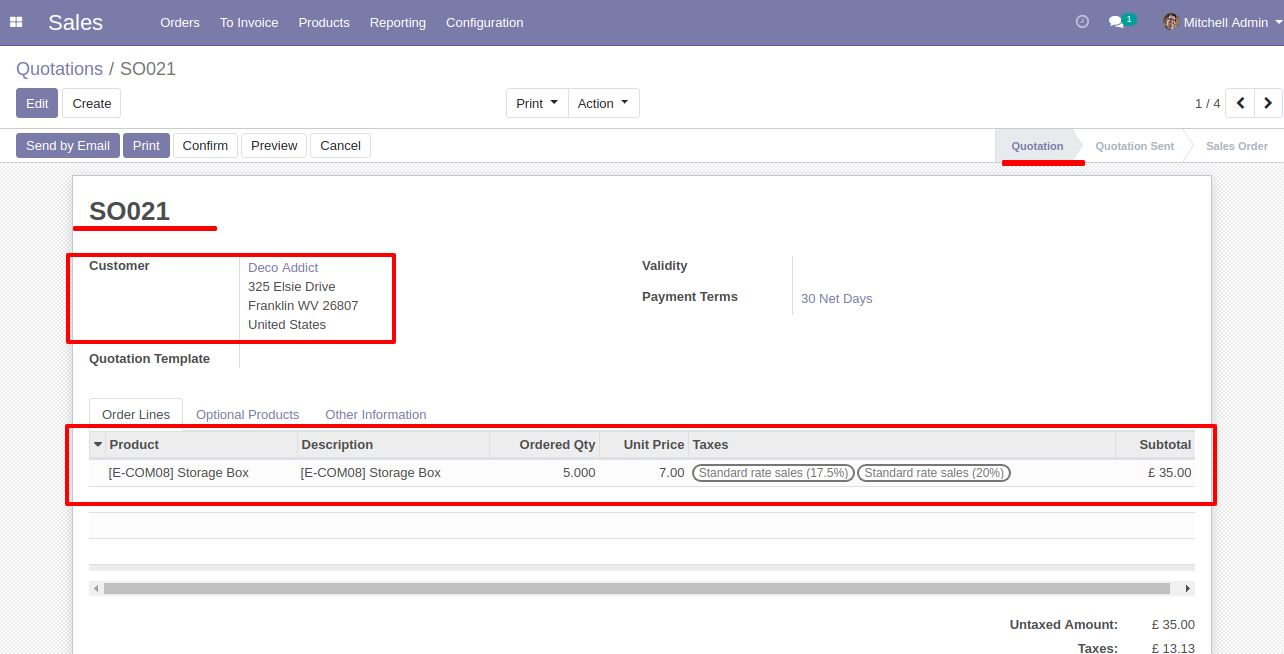 Sales Orders To Invoice Products Reporting Configuration 1 Mitchell Admin
Quotations / SO021
Edit Create Print Action 1 / 4
Send by Email Print Confirm Preview Cancel Quotation Quotation Sent Sales Order
SO021
Customer Deco Addict Validity
325 Elsie Drive
Franklin WV 26807 Payment Terms 30 Net Days
United States
Quotation Template
Order Lines Optional Products Other Information
Product Description Ordered Qty Unit Price Taxes Subtotal
[E-COM08] Storage Box [E-COM08] Storage Box 5.000 7.00 Standard rate sales (17.5%) Standard rate sales (20%) £ 35.00
Untaxed Amount: £ 35.00
Taxes: £ 13.13